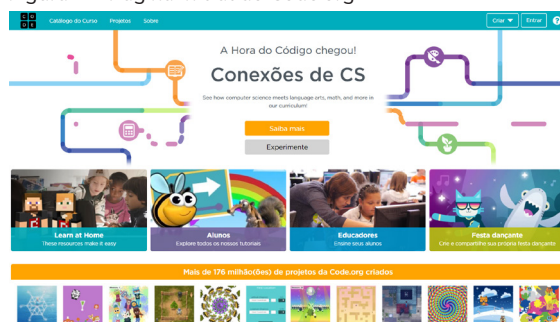 C O
D E
Catálogo do Curso Projetos Sobre
Criar Entrar ?
A Hora do Código chegou!
Conexões de CS
See how computer science meets language arts, math, and more in
our curriculum!
Saiba mais
Experimente
Learn at Home
These resources make it easy
Alunos
Explore todos os nossos tutoriais
Educadores
Ensine seus alunos
Festa dançante
Crie e compartilhe sua própria festa dançante
Mais de 176 milhão(ões) de projetos da Code.org criados